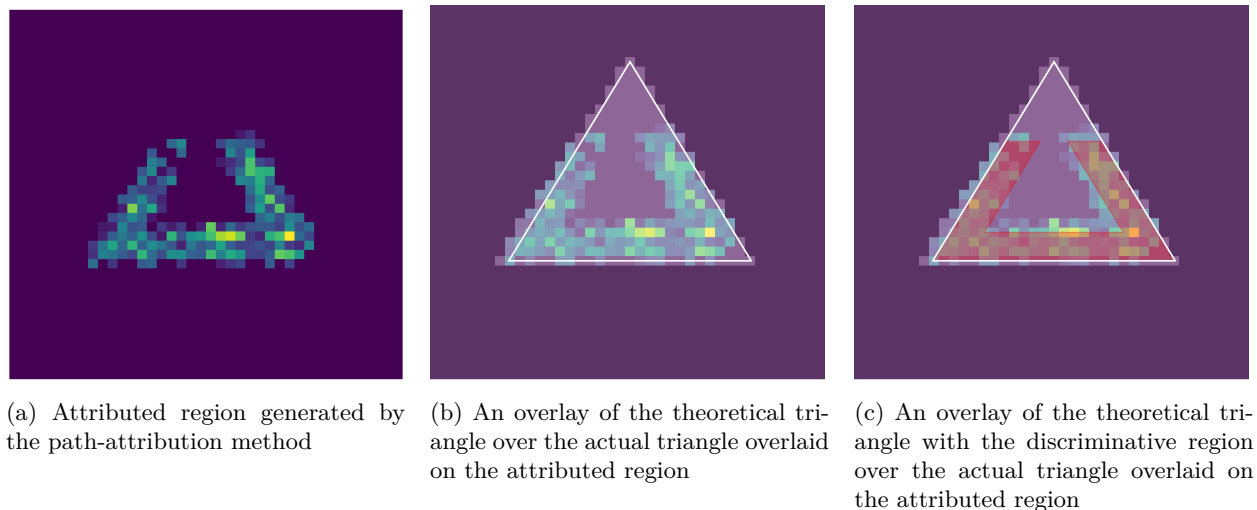 (a) Attributed region generated by
the path-attribution method
(b) An overlay of the theoretical tri-
angle over the actual triangle overlaid
on the attributed region
(c) An overlay of the theoretical tri-
angle with the discriminative region
over the actual triangle overlaid on
the attributed region